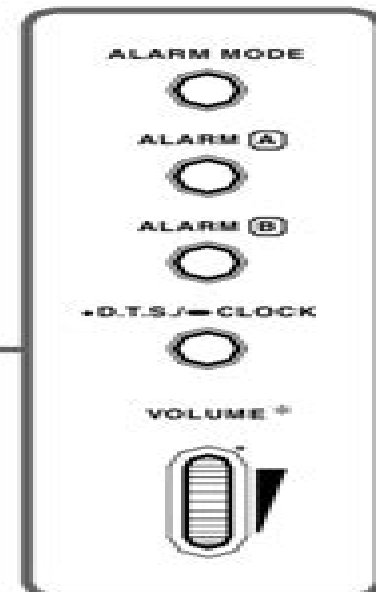 ALARM MODE
ALARM A
ALARM B
•D.T.S./━ CLOCK
VOLUME *